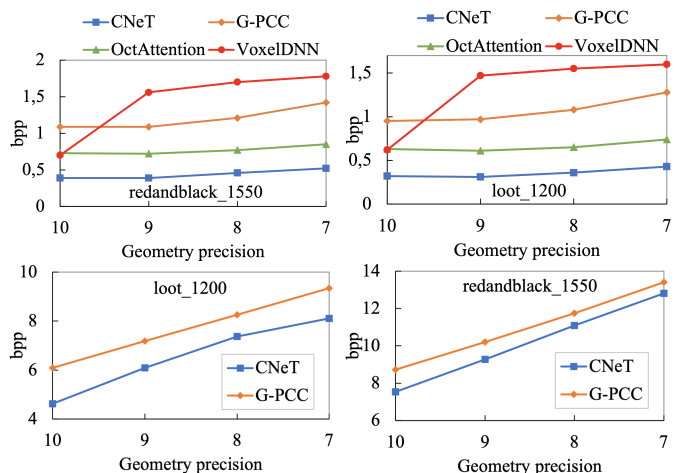 CNeT G-PCC
OctAttention VoxelDNN
2
1,5
1
0,5
0
bpp
redandblack_1550
10 9 8 7
Geometry precision
CNeT G-PCC
OctAttention VoxelDNN
1,5
1
0,5
0
bpp
loot_1200
10 9 8 7
Geometry precision
10
8
6
4
bpp
loot_1200
CNeT
G-PCC
10 9 8 7
Geometry precision
14
12
10
8
6
bpp
redandblack_1550
CNeT
G-PCC
10 9 8 7
Geometry precision